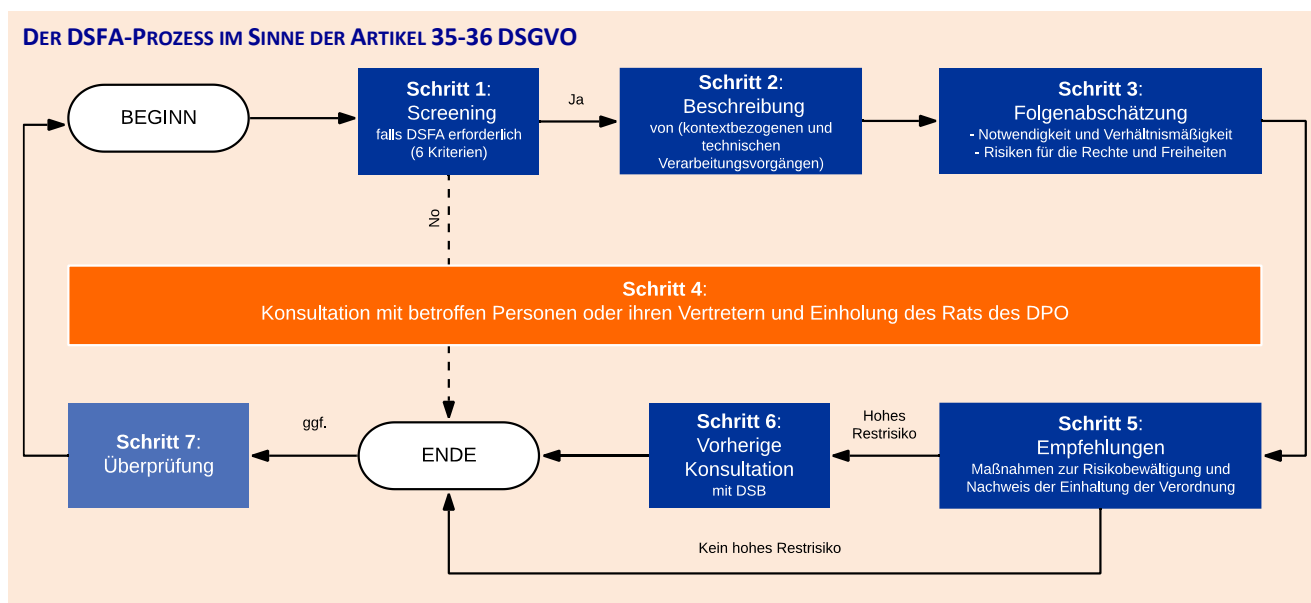 DER DSFA-PROZESS IM SINNE DER ARTIKEL 35-36 DSGVO
BEGINN
Schritt 1:
Screening
falls DSFA erforderlich
(6 Kriterien)
Ja
Schritt 2:
Beschreibung
von (kontextbezogenen und
technischen
Verarbeitungsvorgängen)
Schritt 3:
Folgenabschätzung
- Notwendigkeit und Verhältnismäßigkeit
- Risiken für die Rechte und Freiheiten
No
Schritt 4:
Konsultation mit betroffen Personen oder ihren Vertretern und Einholung des Rats des DPO
Schritt 7:
Überprüfung
ggf.
ENDE
Schritt 6:
Vorherige
Konsultation
mit DSB
Hohes
Restrisiko
Schritt 5:
Empfehlungen
Maßnahmen zur Risikobewältigung und
Nachweis der Einhaltung der Verordnung
Kein hohes Restrisiko